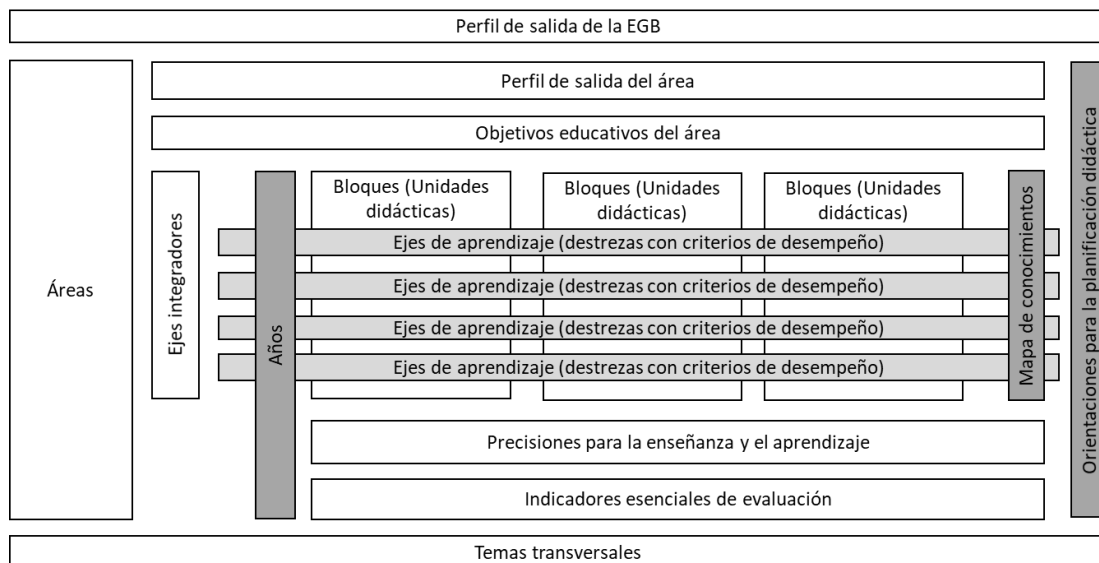 Perfil de salida de la EGB
Perfil de salida del área
Objetivos educativos del área
Áreas
Ejes integradores
Años
Bloques (Unidades
didácticas)
Bloques (Unidades
didácticas)
Bloques (Unidades
didácticas)
Ejes de aprendizaje (destrezas con criterios de desempeño)
Ejes de aprendizaje (destrezas con criterios de desempeño)
Ejes de aprendizaje (destrezas con criterios de desempeño)
Ejes de aprendizaje (destrezas con criterios de desempeño)
Mapa de conocimientos
Orientaciones para la planificación didáctica
Precisiones para la enseñanza y el aprendizaje
Indicadores esenciales de evaluación
Temas transversales